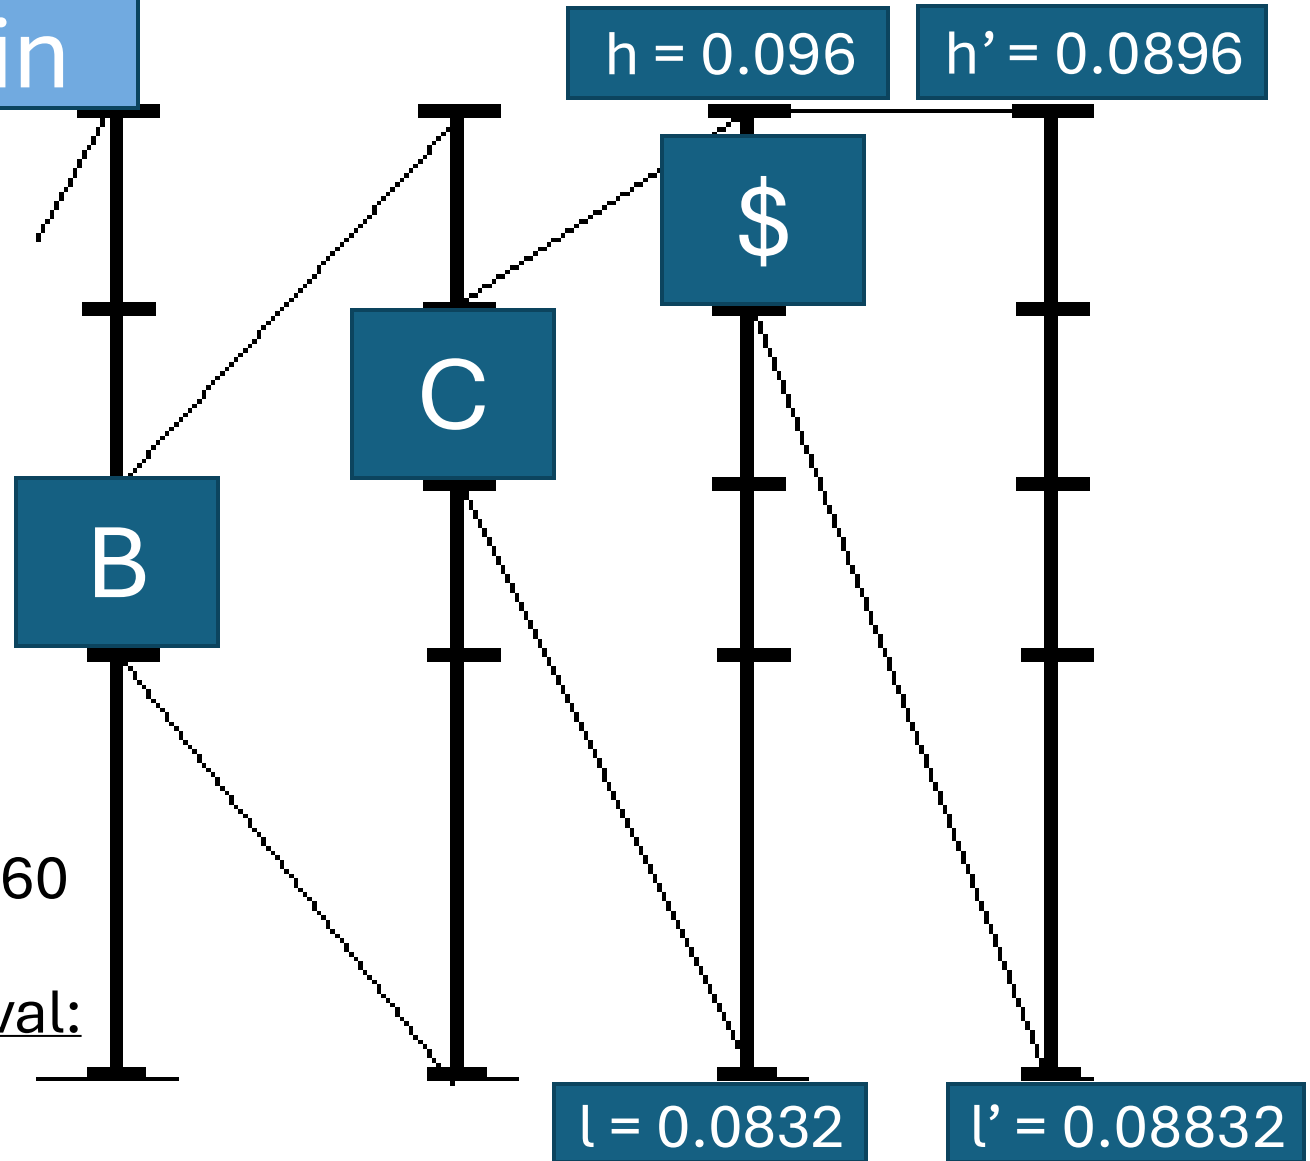 in
h = 0.096
h’ = 0.0896
$
C
B
60
val:
l = 0.0832
l’ = 0.08832